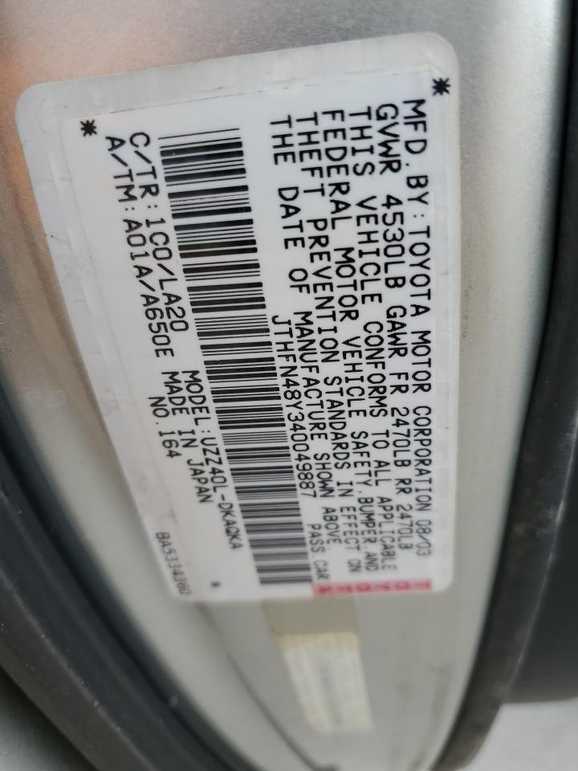 MFD. BY: TOYOTA MOTOR CORPORATION 08/03
GVWR 4530LB GAWR FR 2470LB RR 2470LB
THIS VEHICLE CONFORMS TO ALL APPLICABLE
FEDERAL MOTOR VEHICLE SAFETY, BUMPER AND
THEFT PREVENTION STANDARDS IN EFFECT ON
THE DATE OF MANUFACTURE SHOWN ABOVE
JTHFN48Y340049887 PASS.CAR
C/TR: 1C0/LA20 MODEL: UZZ40L-DKAQKA
A/TM: A01A/A650E MADE IN JAPAN
NO.164